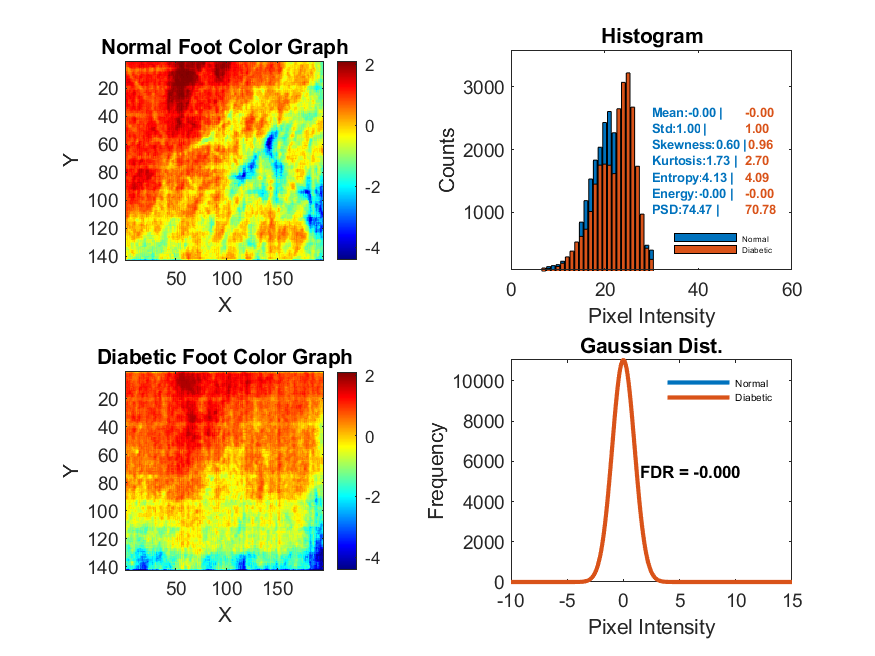 Normal Foot Color Graph
20
40
60
80
100
120
140
Y
50
100
150
X
2
0
-2
-4
Histogram
3000
2000
1000
Counts
Mean:-0.00 | -0.00
Std:1.00 | 1.00
Skewness:0.60 | 0.96
Kurtosis:1.73 | 2.70
Entropy:4.13 | 4.09
Energy:-0.00 | -0.00
PSD:74.47 | 70.78
Normal
Diabetic
0
20
40
60
Pixel Intensity
Diabetic Foot Color Graph
20
40
60
80
100
120
140
Y
50
100
150
X
2
0
-2
-4
Gaussian Dist.
10000
8000
6000
4000
2000
0
Frequency
Normal
Diabetic
FDR = -0.000
-10
-5
0
5
10
15
Pixel Intensity